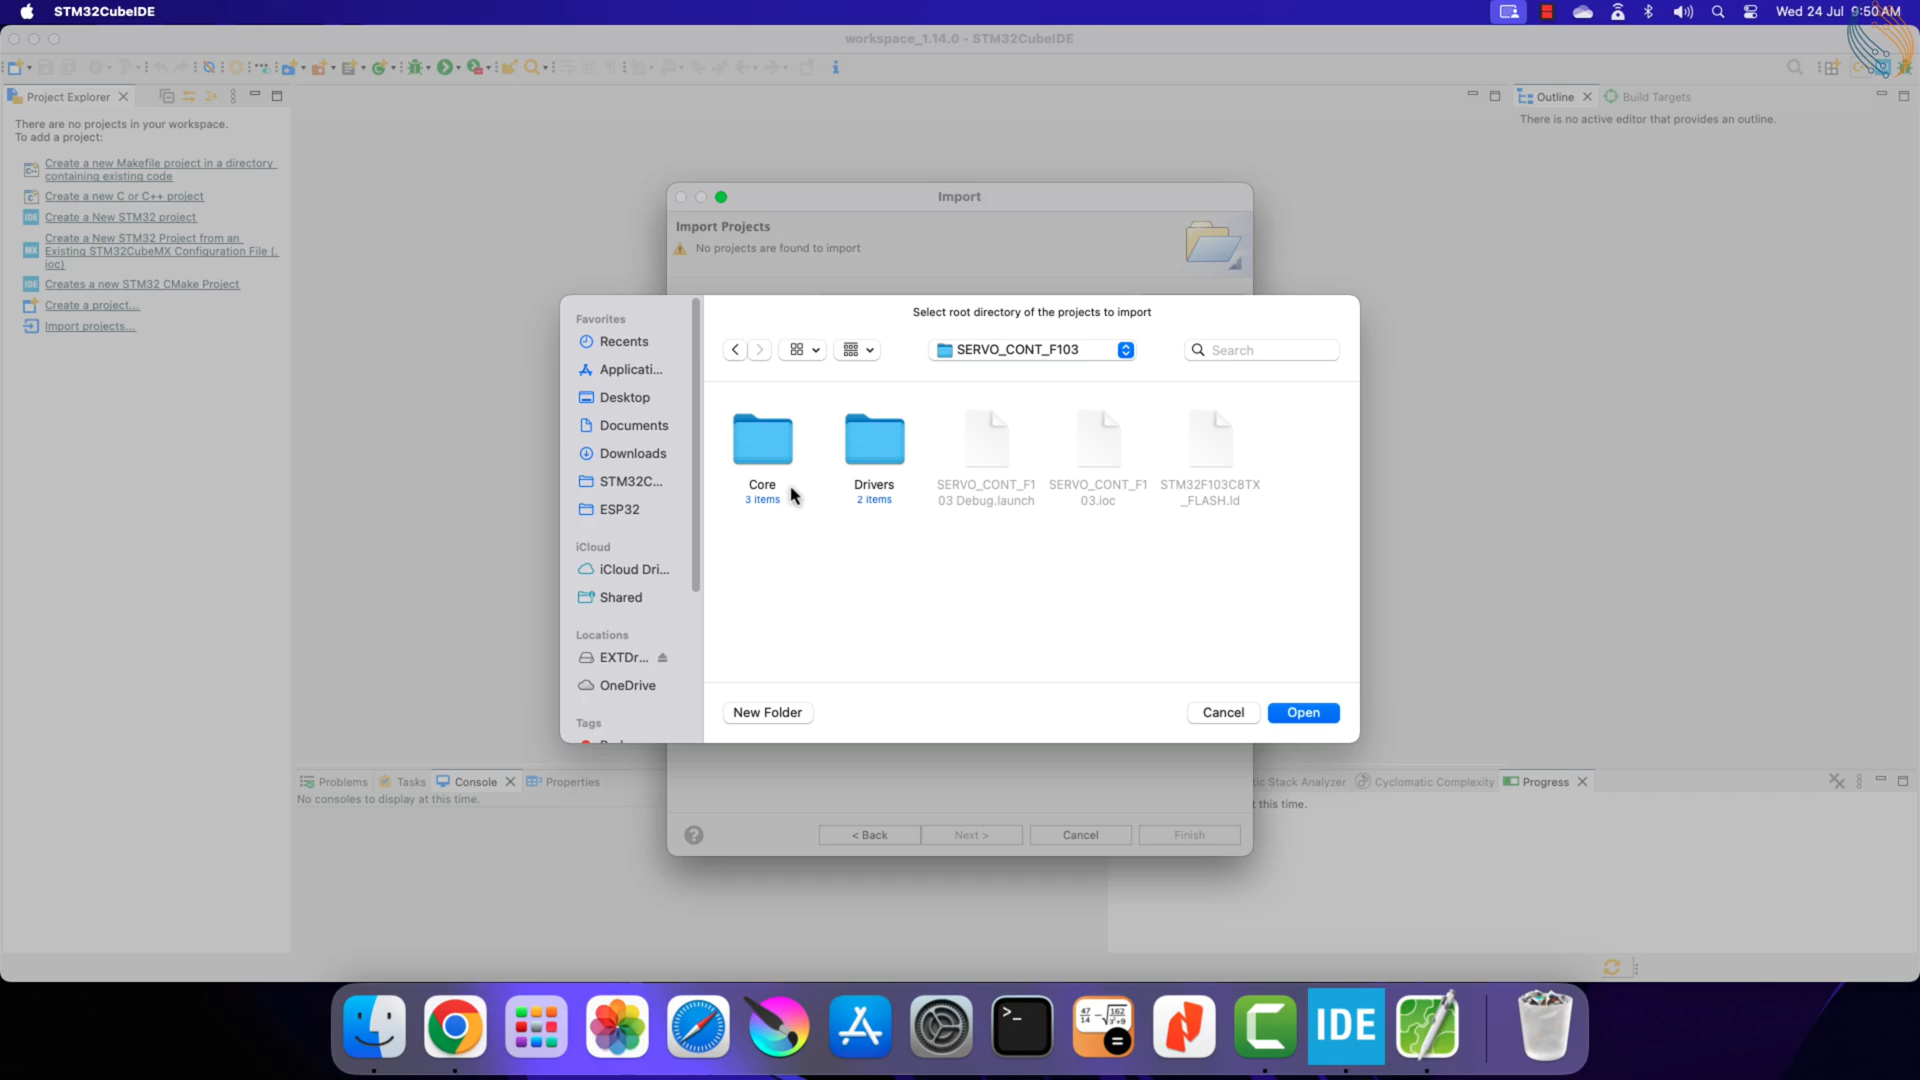 STM32CubeIDE
Wed 24 Jul 9:50 AM
workspace_1.14.0 - STM32CubeIDE
Project Explorer
There are no projects in your workspace.
To add a project:
Create a new Makefile project in a directory
containing existing code
Create a new C or C++ project
Create a New STM32 project
Create a New STM32 Project from an
Existing STM32CubeMX Configuration File (.
ioc)
Creates a new STM32 CMake Project
Create a project...
Import projects...
Outline
Build Targets
There is no active editor that provides an outline.
Import
Import Projects
No projects are found to import
Select root directory of the projects to import
SERVO_CONT_F103
Search
Favorites
Recents
Applicati...
Desktop
Documents
Downloads
STM32C...
ESP32
iCloud
iCloud Dri...
Shared
Locations
EXTDr...
OneDrive
Tags
Core
3 items
Drivers
2 items
SERVO_CONT_F1
03 Debug.launch
SERVO_CONT_F1
03.ioc
STM32F103C8TX
_FLASH.ld
New Folder
Cancel
Open
Problems
Tasks
Console
Properties
No consoles to display at this time.
tic Stack Analyzer
Cyclomatic Complexity
Progress
t this time.
< Back
Next >
Cancel
Finish
IDE